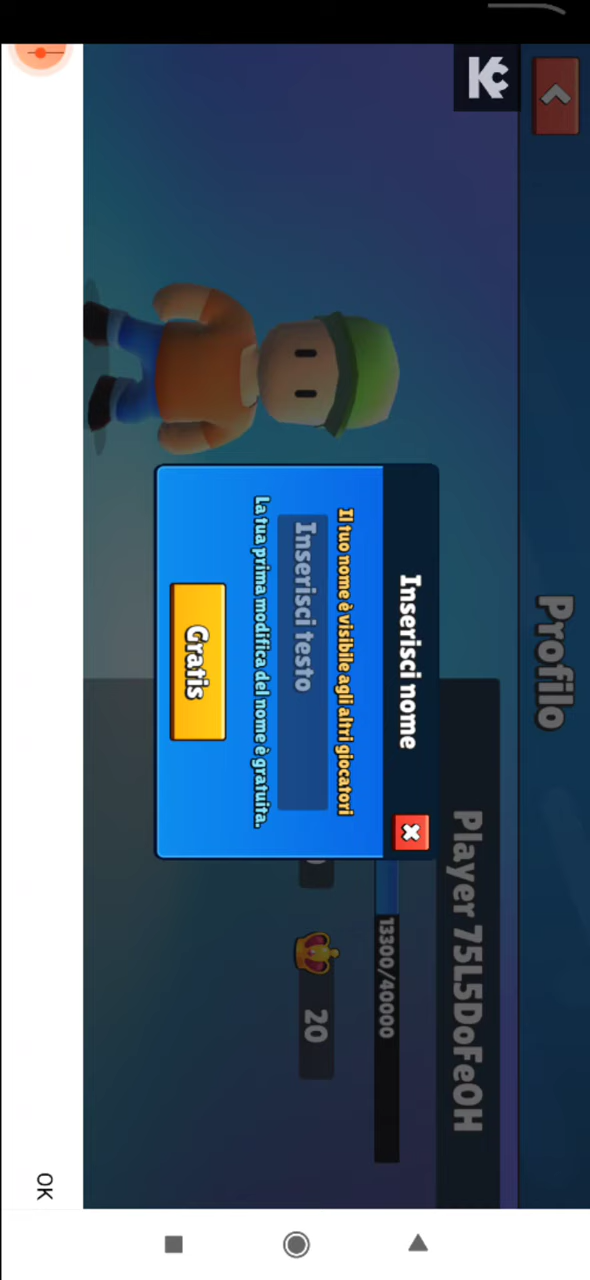 Profilo
Player 75L5DoFeOH
13300/40000
20
Inserisci nome
Il tuo nome è visibile agli altri giocatori
Inserisci testo
La tua prima modifica del nome è gratuita.
Gratis
OK